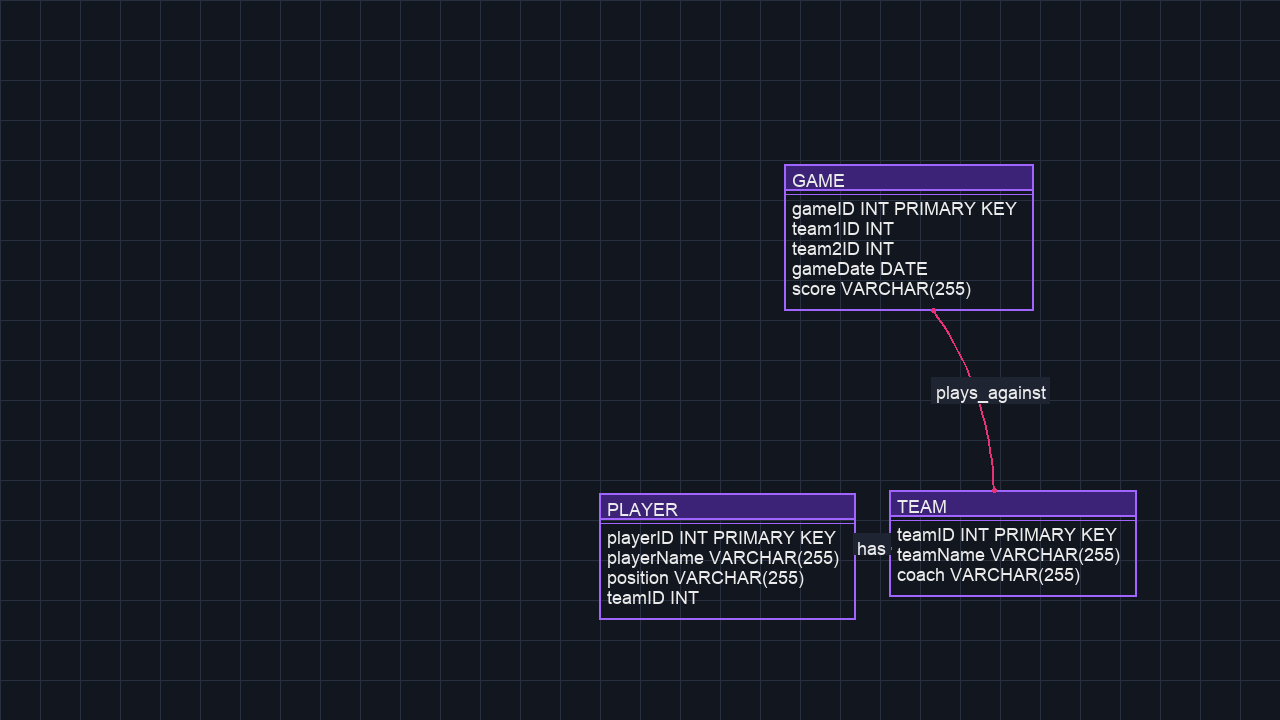 GAME
gameID INT PRIMARY KEY
team1ID INT
team2ID INT
gameDate DATE
score VARCHAR(255)
plays_against
PLAYER
playerID INT PRIMARY KEY
playerName VARCHAR(255)
position VARCHAR(255)
teamID INT
has
TEAM
teamID INT PRIMARY KEY
teamName VARCHAR(255)
coach VARCHAR(255)